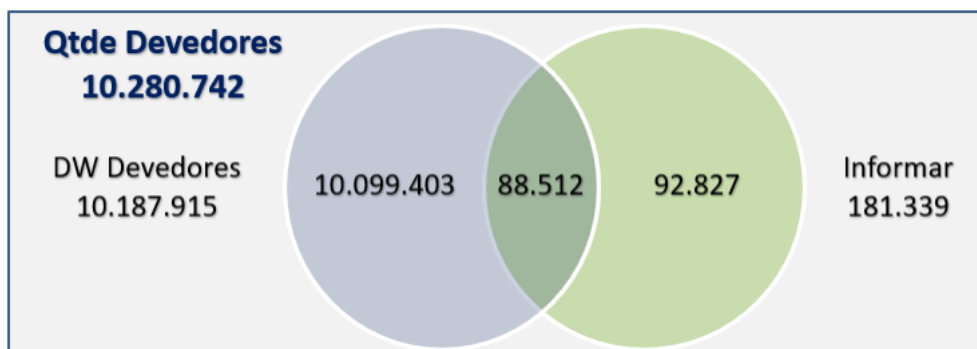 Qtde Devedores
10.280.742
DW Devedores
10.187.915
10.099.403
88.512
92.827
Informar
181.339